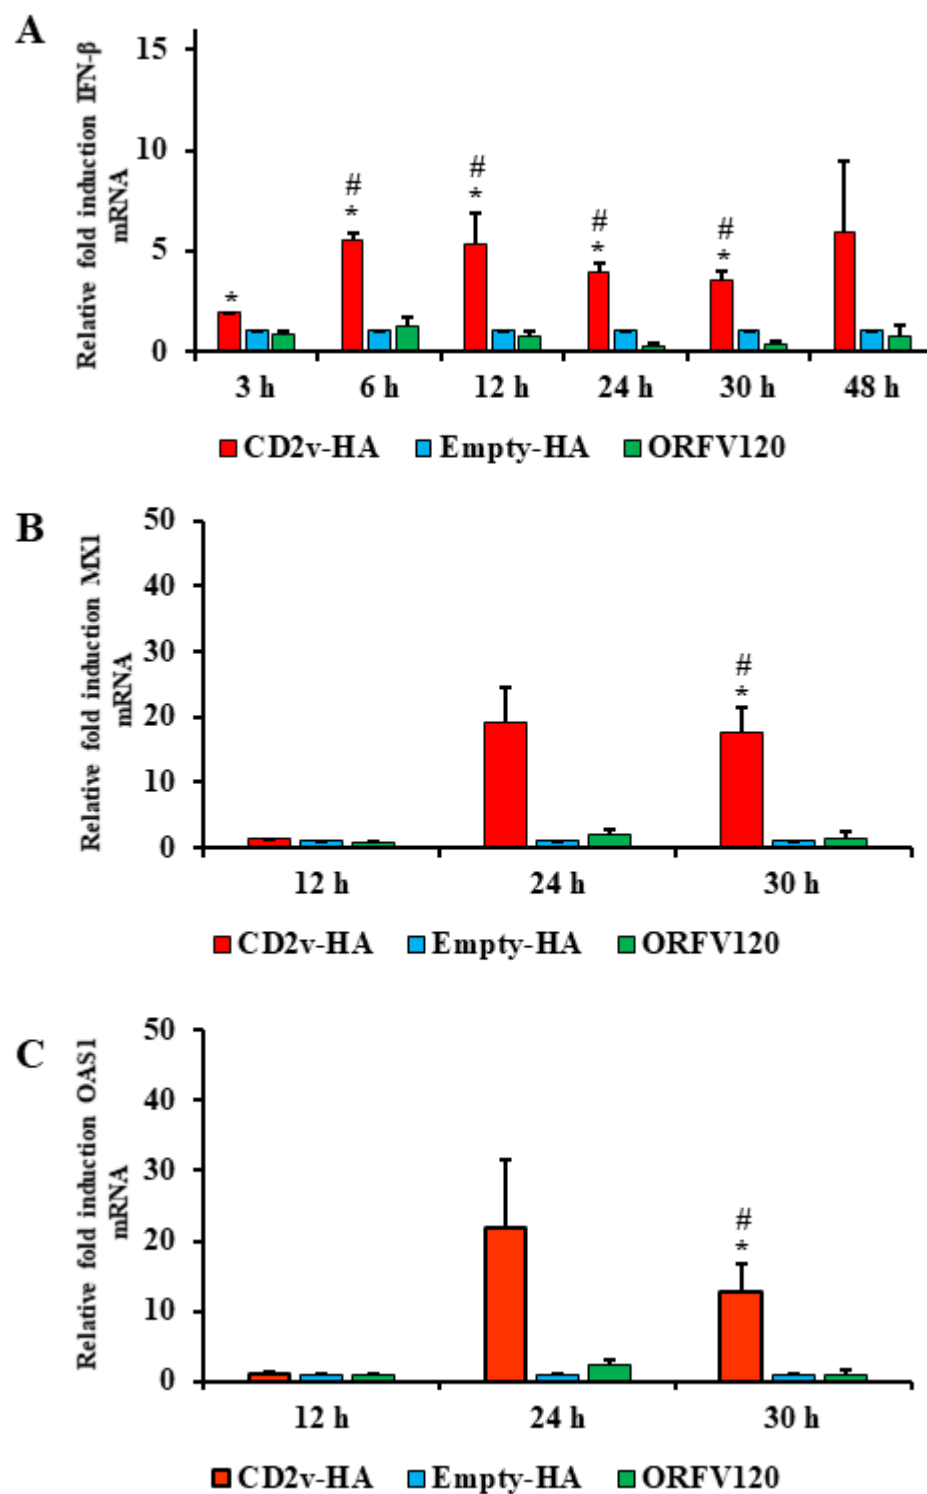 A
Relative fold induction IFN-β
mRNA
15
10
5
0
#
*
#
*
#
*
#
*
*
3 h 6 h 12 h 24 h 30 h 48 h
CD2v-HA Empty-HA ORFV120
B
Relative fold induction MX1
mRNA
50
40
30
20
10
0
#
*
12 h 24 h 30 h
CD2v-HA Empty-HA ORFV120
C
Relative fold induction OAS1
mRNA
50
40
30
20
10
0
#
*
12 h 24 h 30 h
CD2v-HA Empty-HA ORFV120